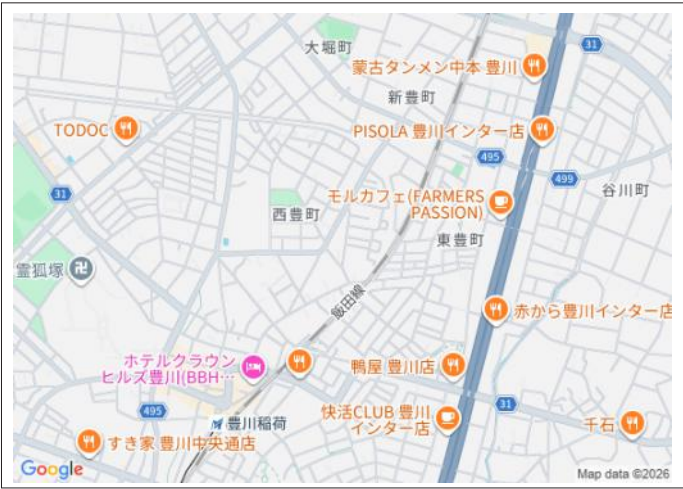 大堀町
31
蒙古タンメン中本 豊川
新豊町
TODOC
PISOLA 豊川インター店
495
499
31
谷川町
モルカフェ(FARMERS
PASSION)
西豊町
東豊町
霊狐塚
飯田線
赤から豊川インター店
ホテルクラウン
ヒルズ豊川(BBH…
鴨屋 豊川店
495
31
豊川稲荷
快活CLUB 豊川
インター店
千石
すき家 豊川中央通店
Google
Map data ©2026